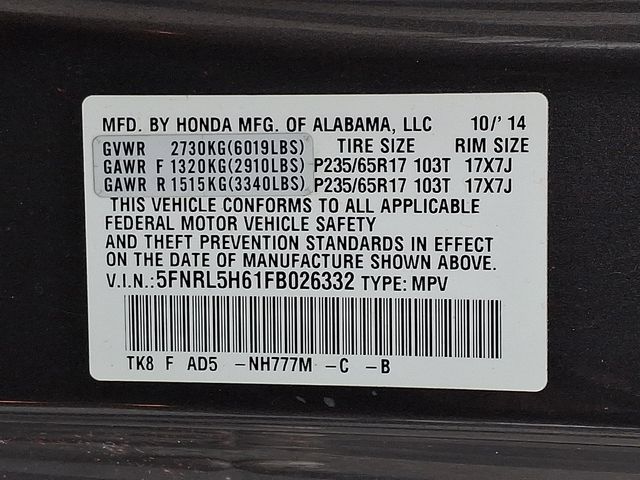 MFD. BY HONDA MFG. OF ALABAMA, LLC 10/'14
GVWR 2730KG(6019LBS) TIRE SIZE RIM SIZE
GAWR F 1320KG(2910LBS) P235/65R17 103T 17X7J
GAWR R 1515KG(3340LBS) P235/65R17 103T 17X7J
THIS VEHICLE CONFORMS TO ALL APPLICABLE
FEDERAL MOTOR VEHICLE SAFETY
AND THEFT PREVENTION STANDARDS IN EFFECT
ON THE DATE OF MANUFACTURE SHOWN ABOVE.
V.I.N.:5FNRL5H61FB026332 TYPE: MPV
TK8 F AD5 -NH777M -C -B